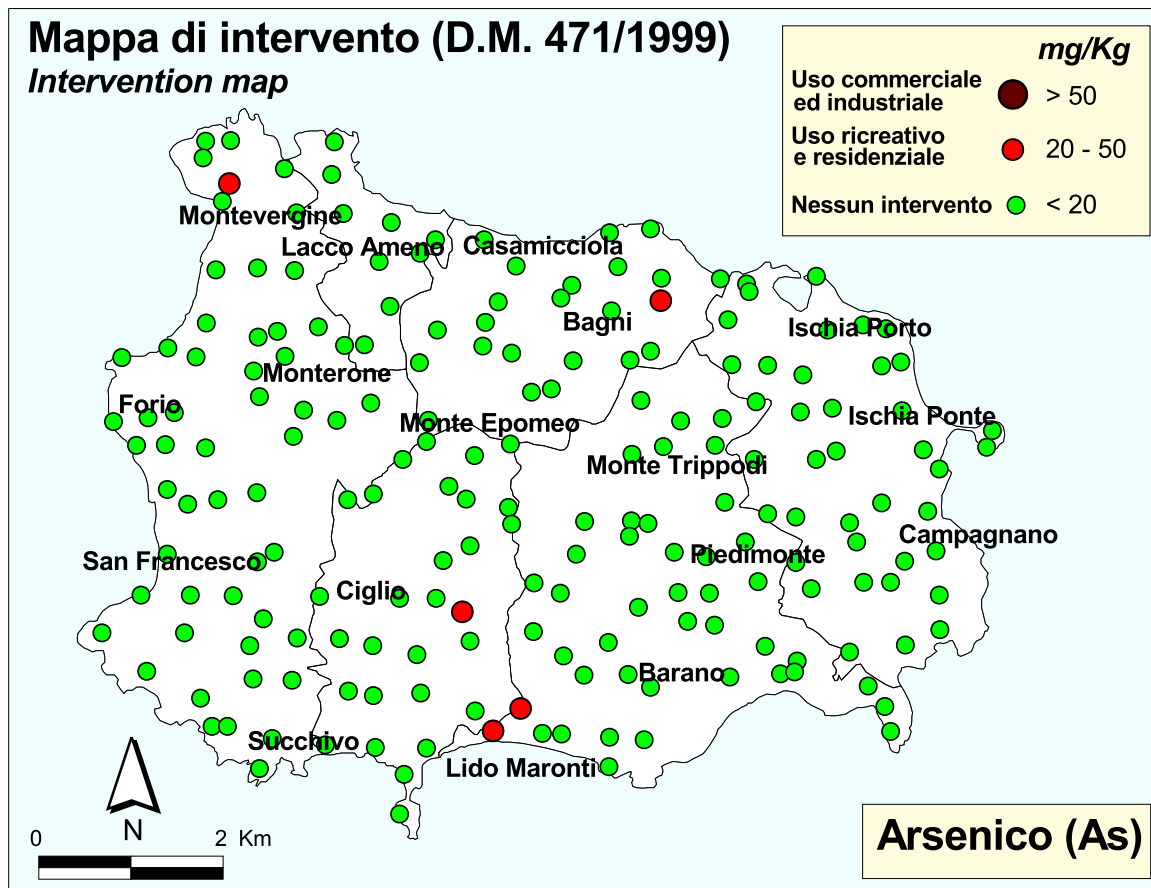 Mappa di intervento (D.M. 471/1999)
Intervention map
mg/Kg
Uso commerciale
ed industriale
> 50
Uso ricreativo
e residenziale
20 - 50
Nessun intervento
< 20
Montevergine
Lacco Ameno
Casamicciola
Bagni
Ischia Porto
Monterone
Forio
Monte Epomeo
Ischia Ponte
Monte Trippodi
Campagnano
Piedimonte
San Francesco
Ciglio
Barano
Succhivo
Lido Maronti
N
0
2 Km
Arsenico (As)